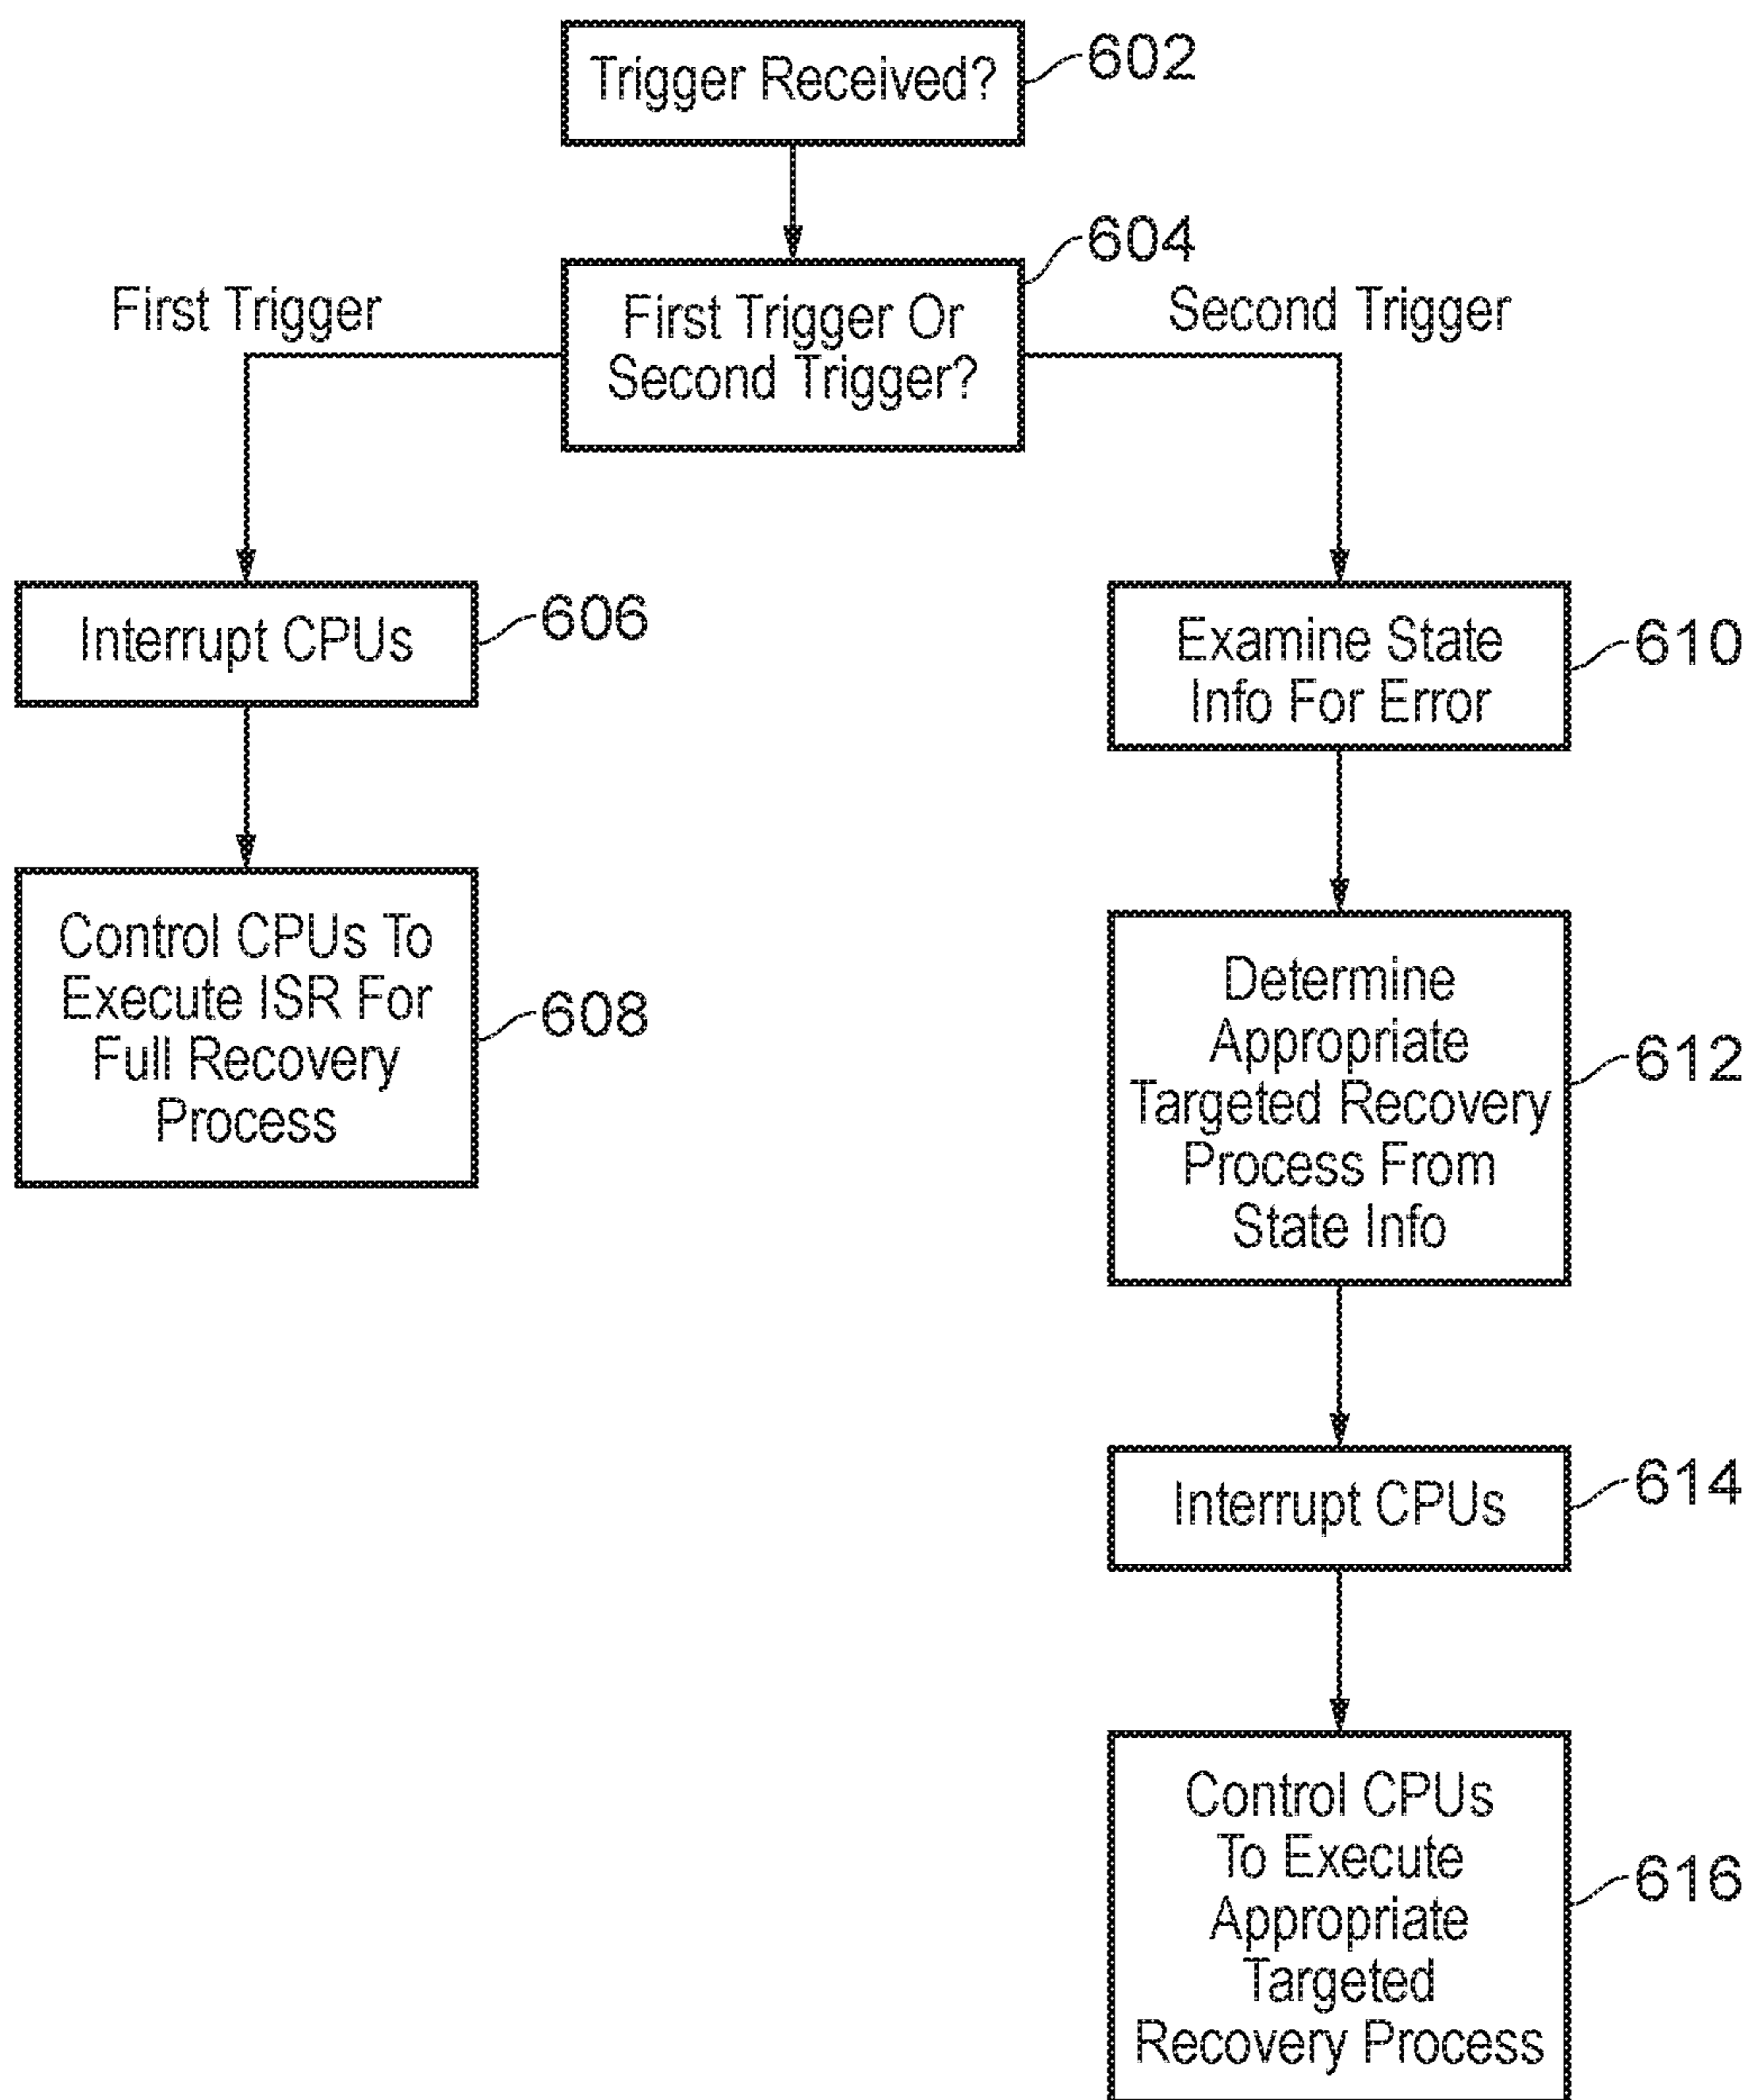 Trigger Received?
602
604
First Trigger
First Trigger Or
Second Trigger?
Second Trigger
Interrupt CPUs
606
Control CPUs To
Execute ISR For
Full Recovery
Process
608
Examine State
Info For Error
610
Determine
Appropriate
Targeted Recovery
Process From
State Info
612
Interrupt CPUs
614
Control CPUs
To Execute
Appropriate
Targeted
Recovery Process
616